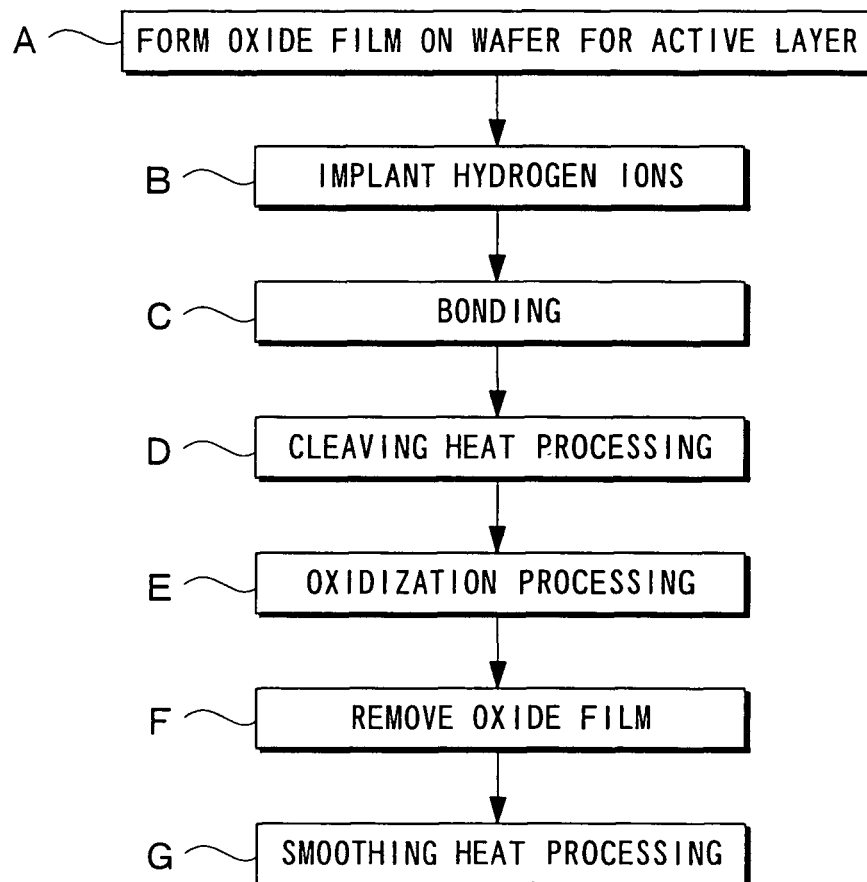 A FORM OXIDE FILM ON WAFER FOR ACTIVE LAYER
B IMPLANT HYDROGEN IONS
C BONDING
D CLEAVING HEAT PROCESSING
E OXIDIZATION PROCESSING
F REMOVE OXIDE FILM
G SMOOTHING HEAT PROCESSING